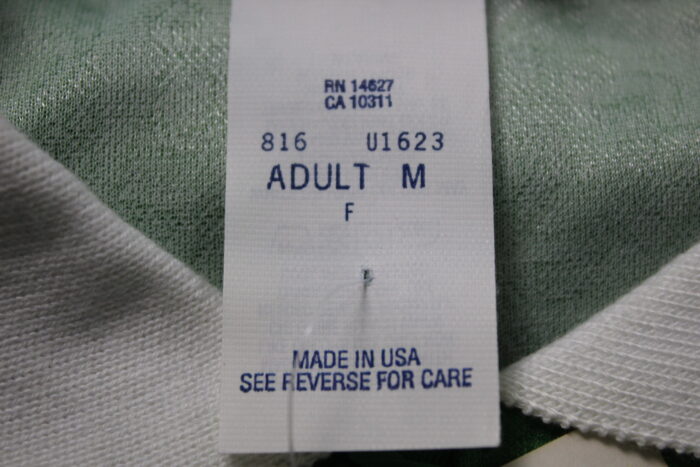 RN 14627
CA 10311
816 U1623
ADULT M
F
MADE IN USA
SEE REVERSE FOR CARE